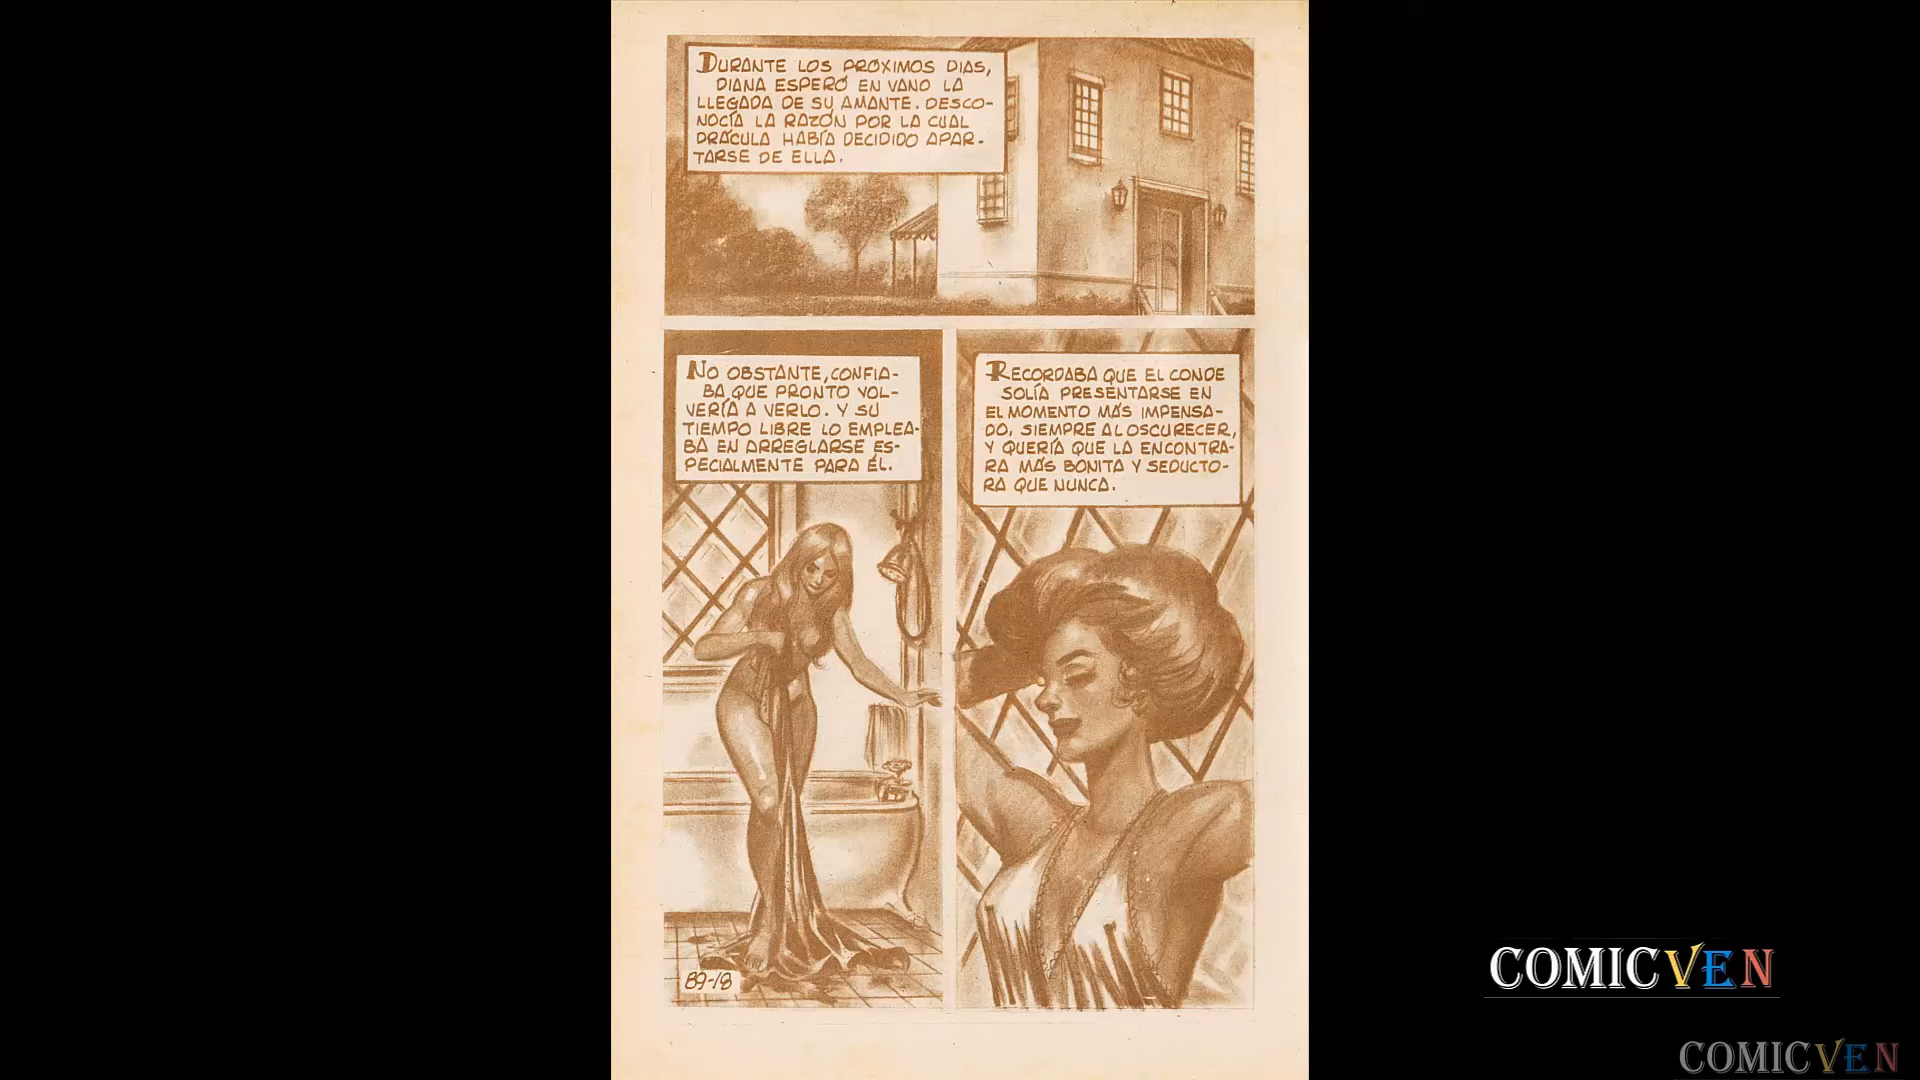 DURANTE LOS PRÓXIMOS DIAS,
DIANA ESPERÓ EN VANO LA
LLEGADA DE SU AMANTE. DESCO-
NOCÍA LA RAZÓN POR LA CUAL
DRÁCULA HABÍA DECIDIDO APAR-
TARSE DE ELLA.
NO OBSTANTE, CONFIA-
BA QUE PRONTO VOL-
VERÍA A VERLO. Y SU
TIEMPO LIBRE LO EMPLEA-
BA EN ARREGLARSE ES-
PECIALMENTE PARA ÉL.
RECORDABA QUE EL CONDE
SOLÍA PRESENTARSE EN
EL MOMENTO MÁS IMPENSA-
DO, SIEMPRE AL OSCURECER,
Y QUERÍA QUE LA ENCONTRA-
RA MÁS BONITA Y SEDUCTO-
RA QUE NUNCA.
89-18
COMICVEN
COMICVEN